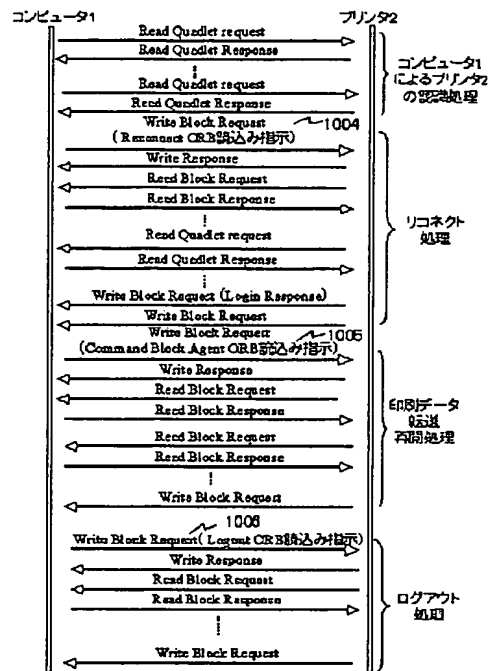 コンピュータ1
プリンタ2
Read Quadlet request
Read Quadlet Response
Read Quadlet request
Read Quadlet Response
コンピュータ1
によるプリンタ2
の認識処理
Write Block Request
1004
(Reconnect ORB読込み指示)
Write Response
Read Block Request
Read Block Response
Read Quadlet request
Read Quadlet Response
Write Block Request (Login Response)
Write Block Request
リコネクト
処理
Write Block Request
1005
(Command Block Agent ORB読込み指示)
Write Response
Read Block Request
Read Block Response
Read Block Request
Read Block Response
Write Block Request
印刷データ
転送
再開処理
1006
Write Block Request( Logout ORB読込み指示)
Write Response
Read Block Request
Read Block Response
Write Block Request
ログアウト
処理